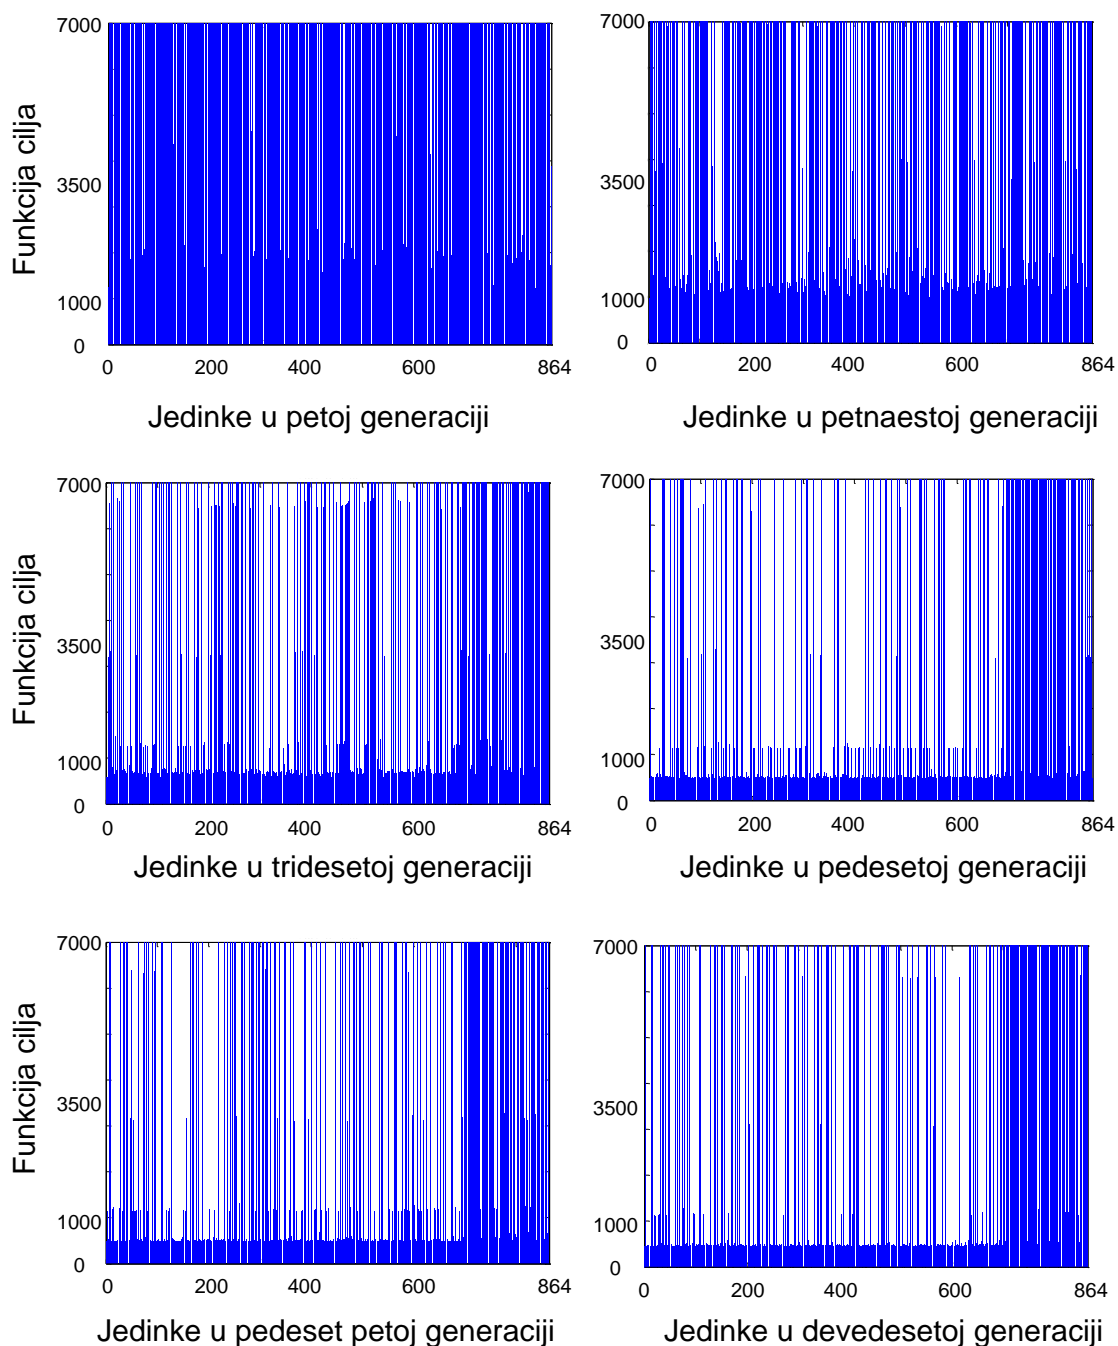 7000
3500
1000
0
Funkcija cilja
0 200 400 600 864
Jedinke u petoj generaciji
7000
3500
1000
0
0 200 400 600 864
Jedinke u petnaestoj generaciji
7000
3500
1000
0
Funkcija cilja
0 200 400 600 864
Jedinke u tridesetoj generaciji
7000
3500
1000
0
0 200 400 600 864
Jedinke u pedesetoj generaciji
7000
3500
1000
0
Funkcija cilja
0 200 400 600 864
Jedinke u pedeset petoj generaciji
7000
3500
1000
0
0 200 400 600 864
Jedinke u devedesetoj generaciji